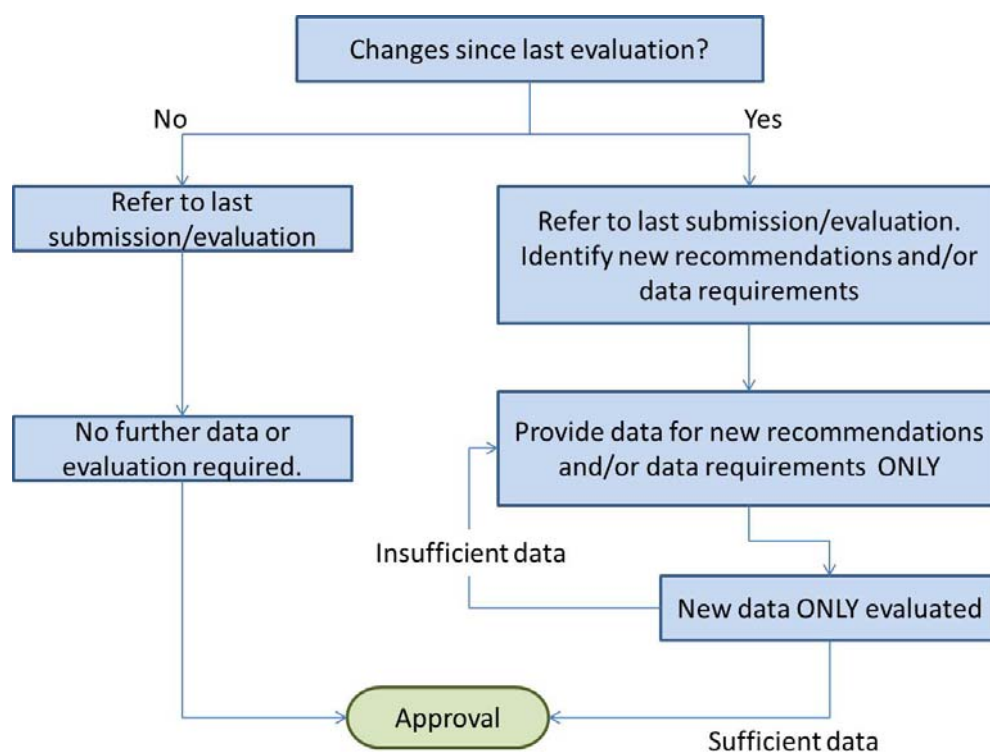 Changes since last evaluation?
No
Yes
Refer to last
submission/evaluation
Refer to last submission/evaluation.
Identify new recommendations and/or
data requirements
No further data or
evaluation required.
Provide data for new recommendations
and/or data requirements ONLY
Insufficient data
New data ONLY evaluated
Approval
Sufficient data